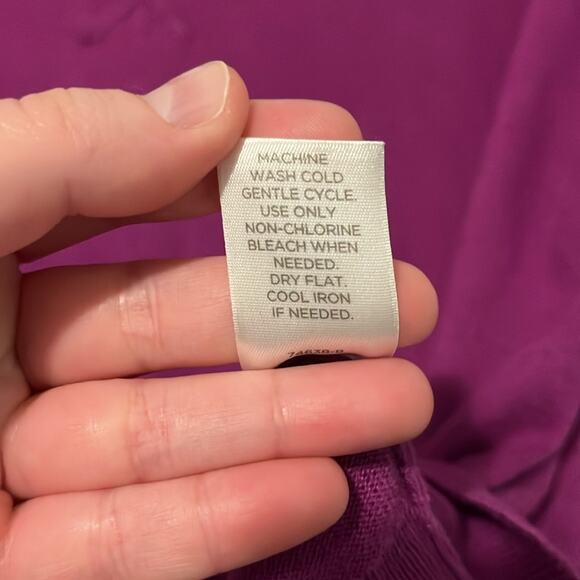 MACHINE
WASH COLD
GENTLE CYCLE.
USE ONLY
NON-CHLORINE
BLEACH WHEN
NEEDED.
DRY FLAT.
COOL IRON
IF NEEDED.